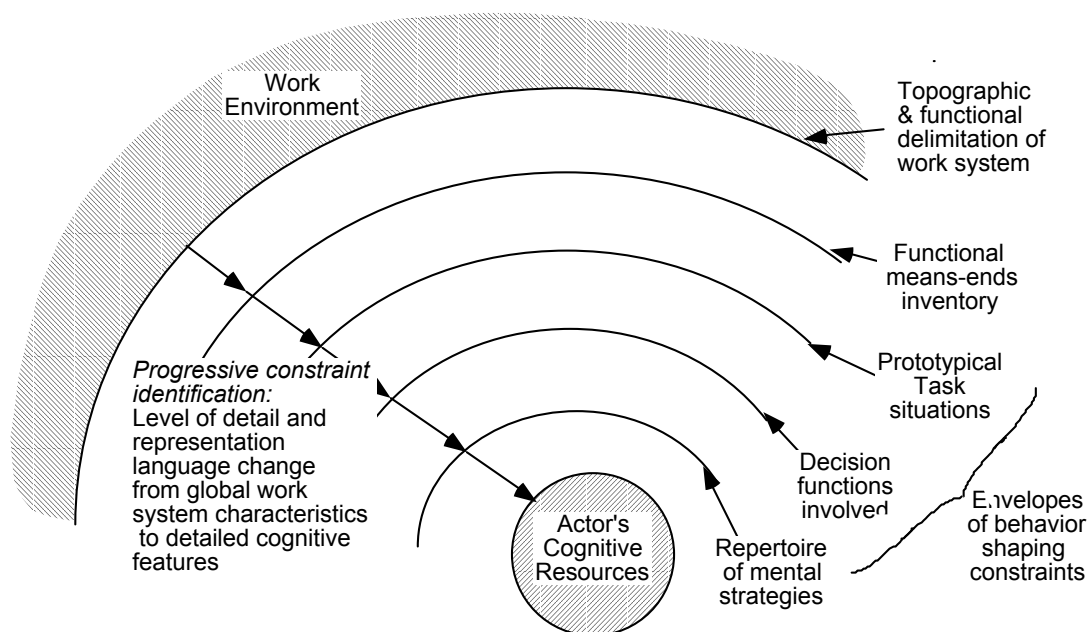 Work
Environment
Topographic
& functional
delimitation of
work system
Functional
means-ends
inventory
Prototypical
Task
situations
Progressive constraint
identification:
Level of detail and
representation
language change
from global work
system characteristics
to detailed cognitive
features
Decision
functions
involved
Envelopes
of behavior
shaping
constraints
Actor's
Cognitive
Resources
Repertoire
of mental
strategies